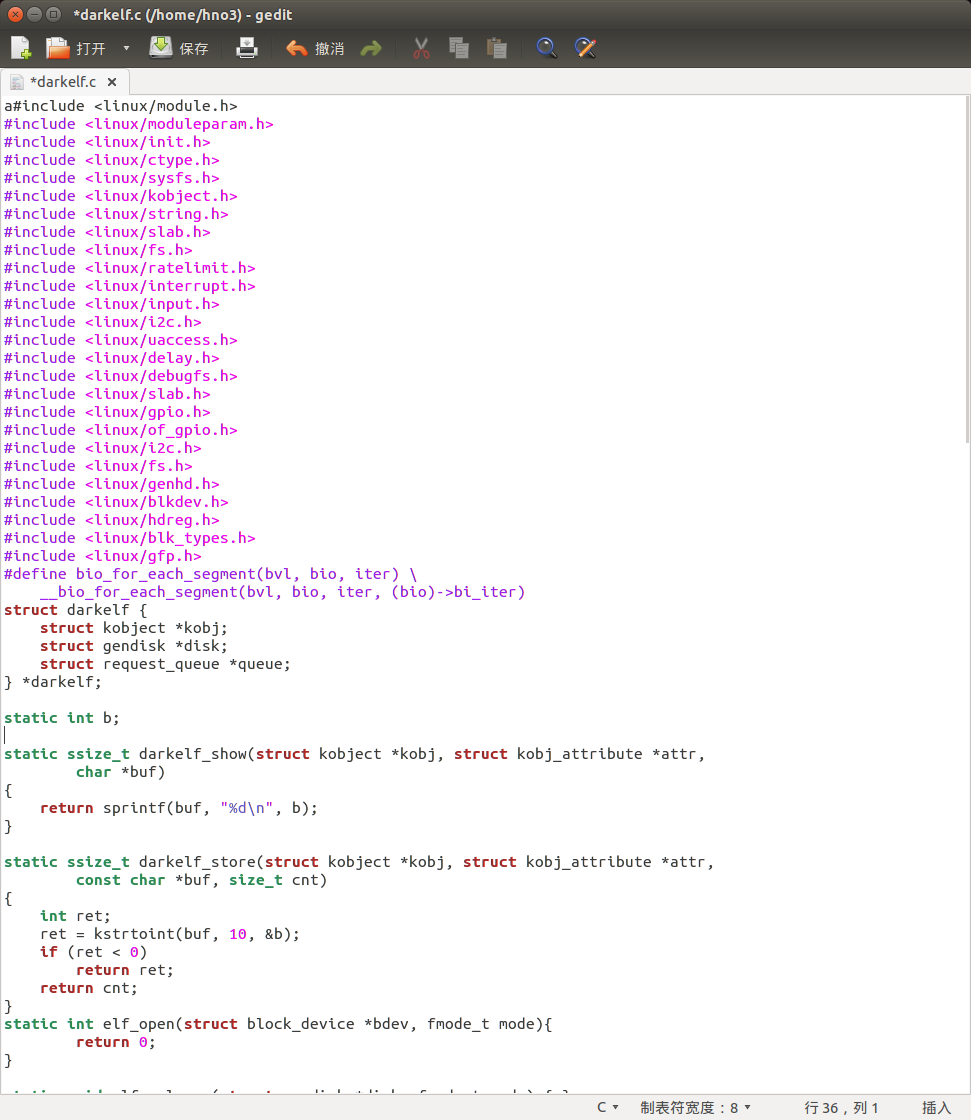 *darkelf.c (/home/hno3) - gedit
打开 保存 撤消
*darkelf.c
a#include <linux/module.h>
#include <linux/moduleparam.h>
#include <linux/init.h>
#include <linux/ctype.h>
#include <linux/sysfs.h>
#include <linux/kobject.h>
#include <linux/string.h>
#include <linux/slab.h>
#include <linux/fs.h>
#include <linux/ratelimit.h>
#include <linux/interrupt.h>
#include <linux/input.h>
#include <linux/i2c.h>
#include <linux/uaccess.h>
#include <linux/delay.h>
#include <linux/debugfs.h>
#include <linux/slab.h>
#include <linux/gpio.h>
#include <linux/of_gpio.h>
#include <linux/i2c.h>
#include <linux/fs.h>
#include <linux/genhd.h>
#include <linux/blkdev.h>
#include <linux/hdreg.h>
#include <linux/blk_types.h>
#include <linux/gfp.h>
#define bio_for_each_segment(bvl, bio, iter) \
    __bio_for_each_segment(bvl, bio, iter, (bio)->bi_iter)
struct darkelf {
    struct kobject *kobj;
    struct gendisk *disk;
    struct request_queue *queue;
} *darkelf;
static int b;
static ssize_t darkelf_show(struct kobject *kobj, struct kobj_attribute *attr,
        char *buf)
{
    return sprintf(buf, "%d\n", b);
}
static ssize_t darkelf_store(struct kobject *kobj, struct kobj_attribute *attr,
        const char *buf, size_t cnt)
{
    int ret;
    ret = kstrtoint(buf, 10, &b);
    if (ret < 0)
        return ret;
    return cnt;
}
static int elf_open(struct block_device *bdev, fmode_t mode){
        return 0;
}
C 制表符宽度：8 行 36，列 1 插入